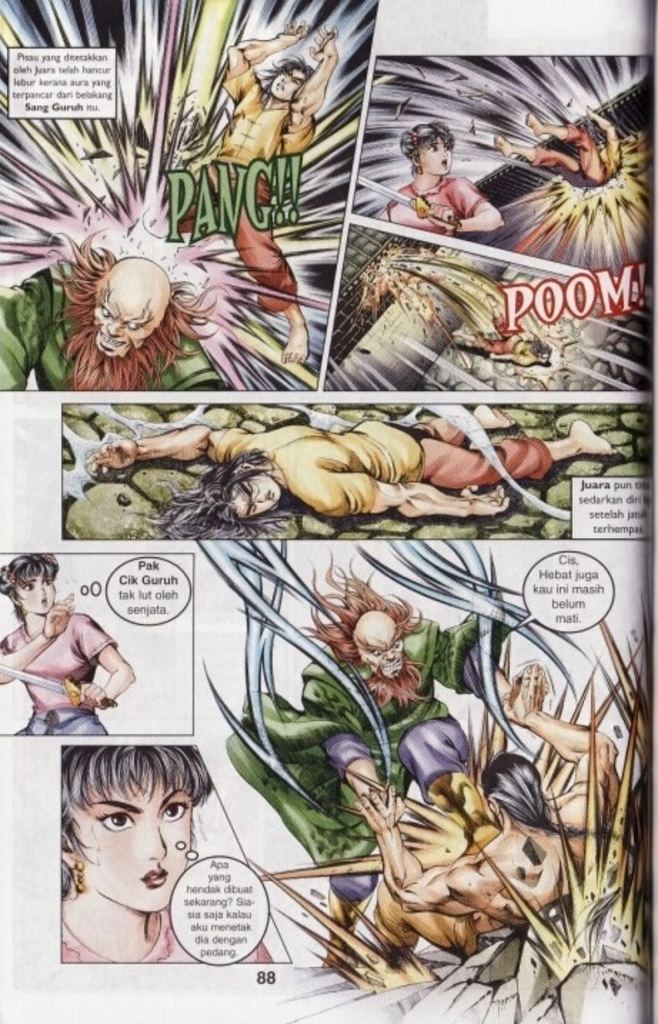 Pisau yang ditetakkan
oleh Juara telah hancur
lebur kerana aura yang
terpancar dari belakang
Sang Guruh itu.
PANG!!
POOM!
Juara pun
sedarkan diri
setelah
terhempas
Pak
Cik Guruh
tak lut oleh
senjata.
Cis,
Hebat juga
kau ini masih
belum
mati.
Apa
yang
hendak dibuat
sekarang? Sia-
sia saja kalau
aku menetak
dia dengan
pedang.
88